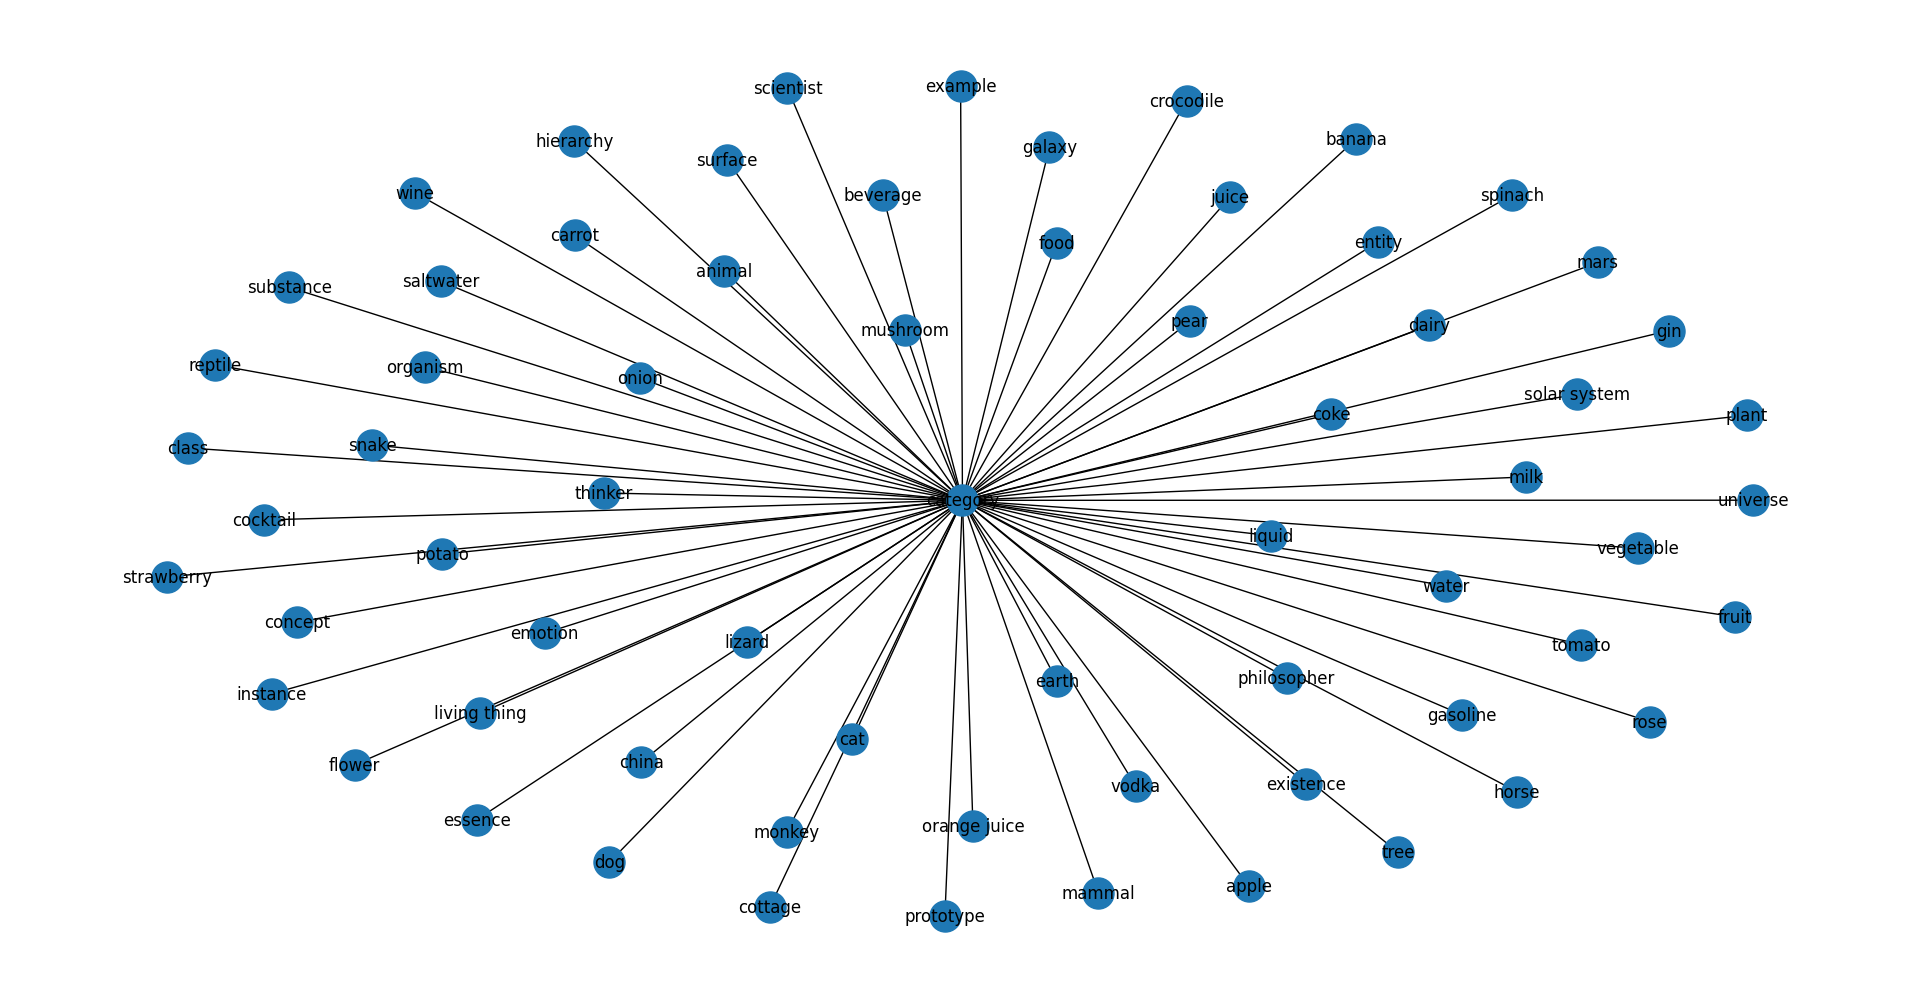 example
scientist
crocodile
banana
hierarchy
galaxy
surface
wine
beverage
spinach
juice
carrot
entity
food
mars
animal
saltwater
substance
pear
dairy
mushroom
gin
reptile
organism
onion
solar system
coke
plant
snake
class
milk
thinker
category
universe
cocktail
liquid
vegetable
potato
strawberry
water
fruit
concept
emotion
lizard
tomato
philosopher
earth
instance
living thing
gasoline
rose
cat
china
flower
existence
vodka
horse
essence
orange juice
monkey
tree
dog
apple
mammal
cottage
prototype